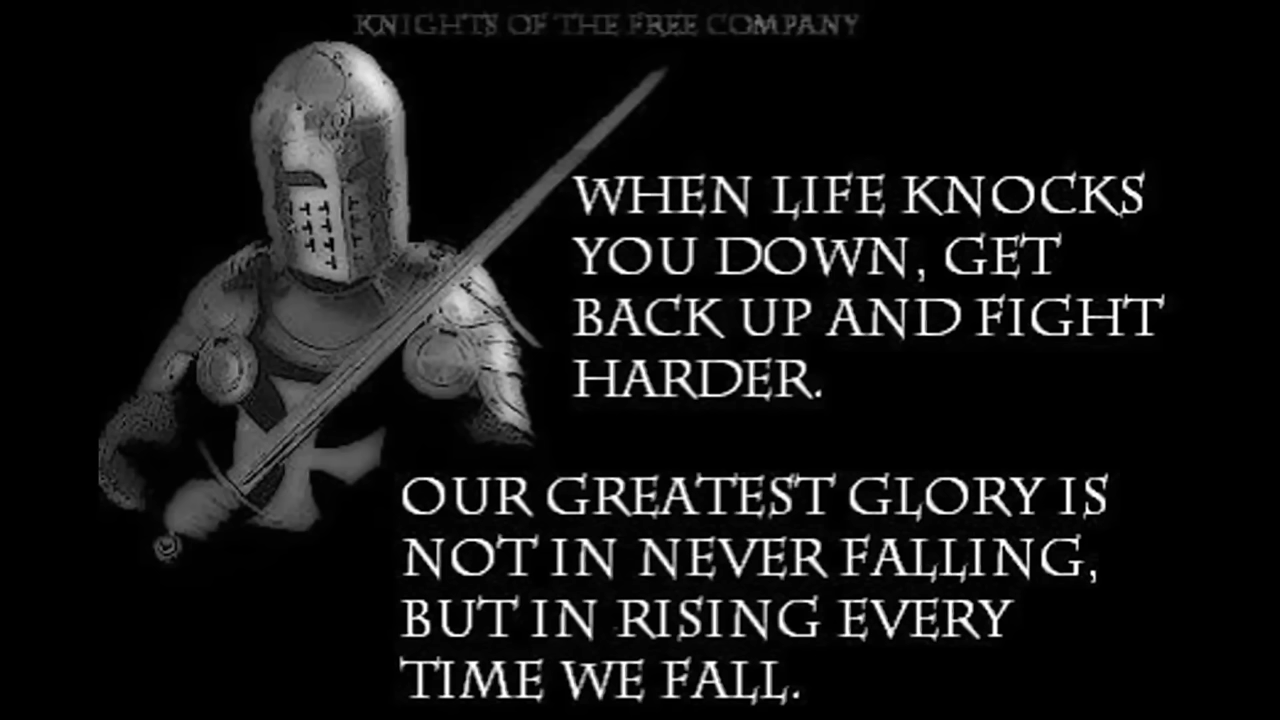 KNIGHTS OF THE FREE COMPANY
WHEN LIFE KNOCKS
YOU DOWN, GET
BACK UP AND FIGHT
HARDER.
OUR GREATEST GLORY IS
NOT IN NEVER FALLING,
BUT IN RISING EVERY
TIME WE FALL.